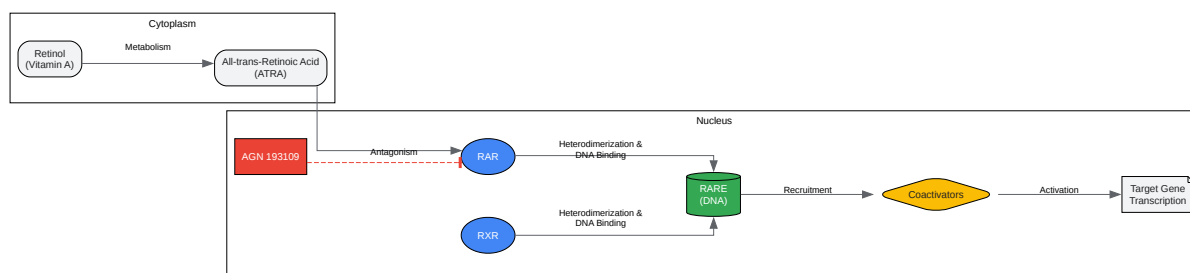 Cytoplasm
Retinol
(Vitamin A)
Metabolism
All-trans-Retinoic Acid
(ATRA)
Nucleus
AGN 193109
Antagonism
RAR
Heterodimerization &
DNA Binding
RARE
(DNA)
Recruitment
Coactivators
Activation
Target Gene
Transcription
RXR
Heterodimerization &
DNA Binding